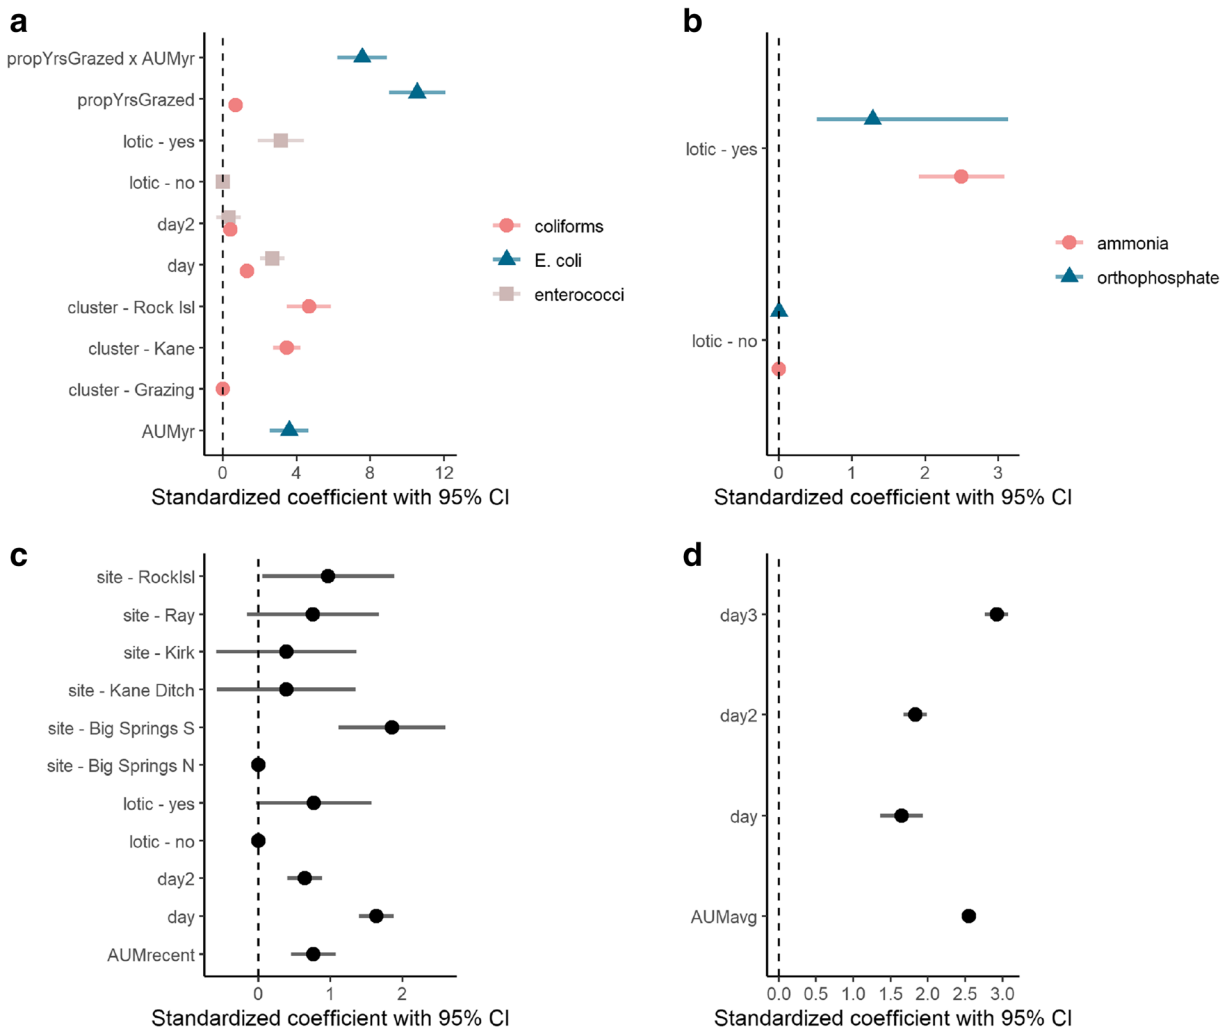 a
propYrsGrazed x AUMyr
propYrsGrazed
lotic - yes
lotic - no
day2
day
cluster - Rock Isl
cluster - Kane
cluster - Grazing
AUMyr
0 4 8 12
Standardized coefficient with 95% CI
coliforms
E. coli
enterococci
b
lotic - yes
lotic - no
0 1 2 3
Standardized coefficient with 95% CI
ammonia
orthophosphate
c
site - RockIsl
site - Ray
site - Kirk
site - Kane Ditch
site - Big Springs S
site - Big Springs N
lotic - yes
lotic - no
day2
day
AUMrecent
0 1 2
Standardized coefficient with 95% CI
d
day3
day2
day
AUMavg
0.0 0.5 1.0 1.5 2.0 2.5 3.0
Standardized coefficient with 95% CI